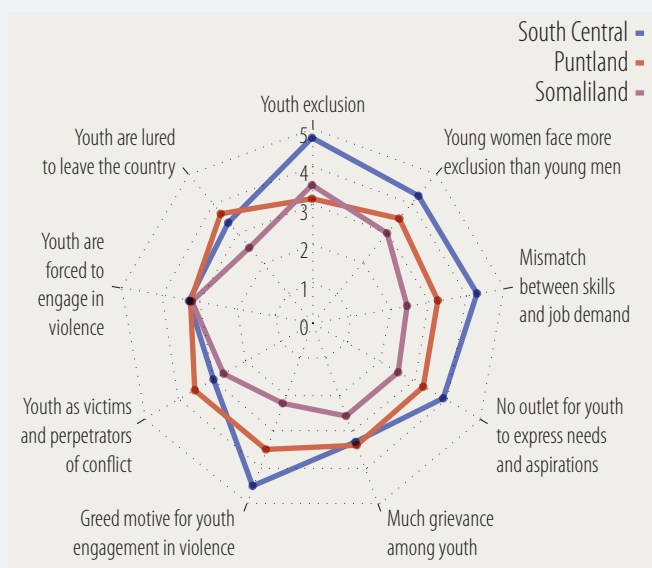 South Central
Puntland
Somaliland
Youth exclusion
Youth are lured
to leave the country
Young women face more
exclusion than young men
5
4
3
2
1
0
Youth are
forced to
engage in
violence
Mismatch
between skills
and job demand
Youth as victims
and perpetrators
of conflict
No outlet for youth
to express needs
and aspirations
Greed motive for youth
engagement in violence
Much grievance
among youth